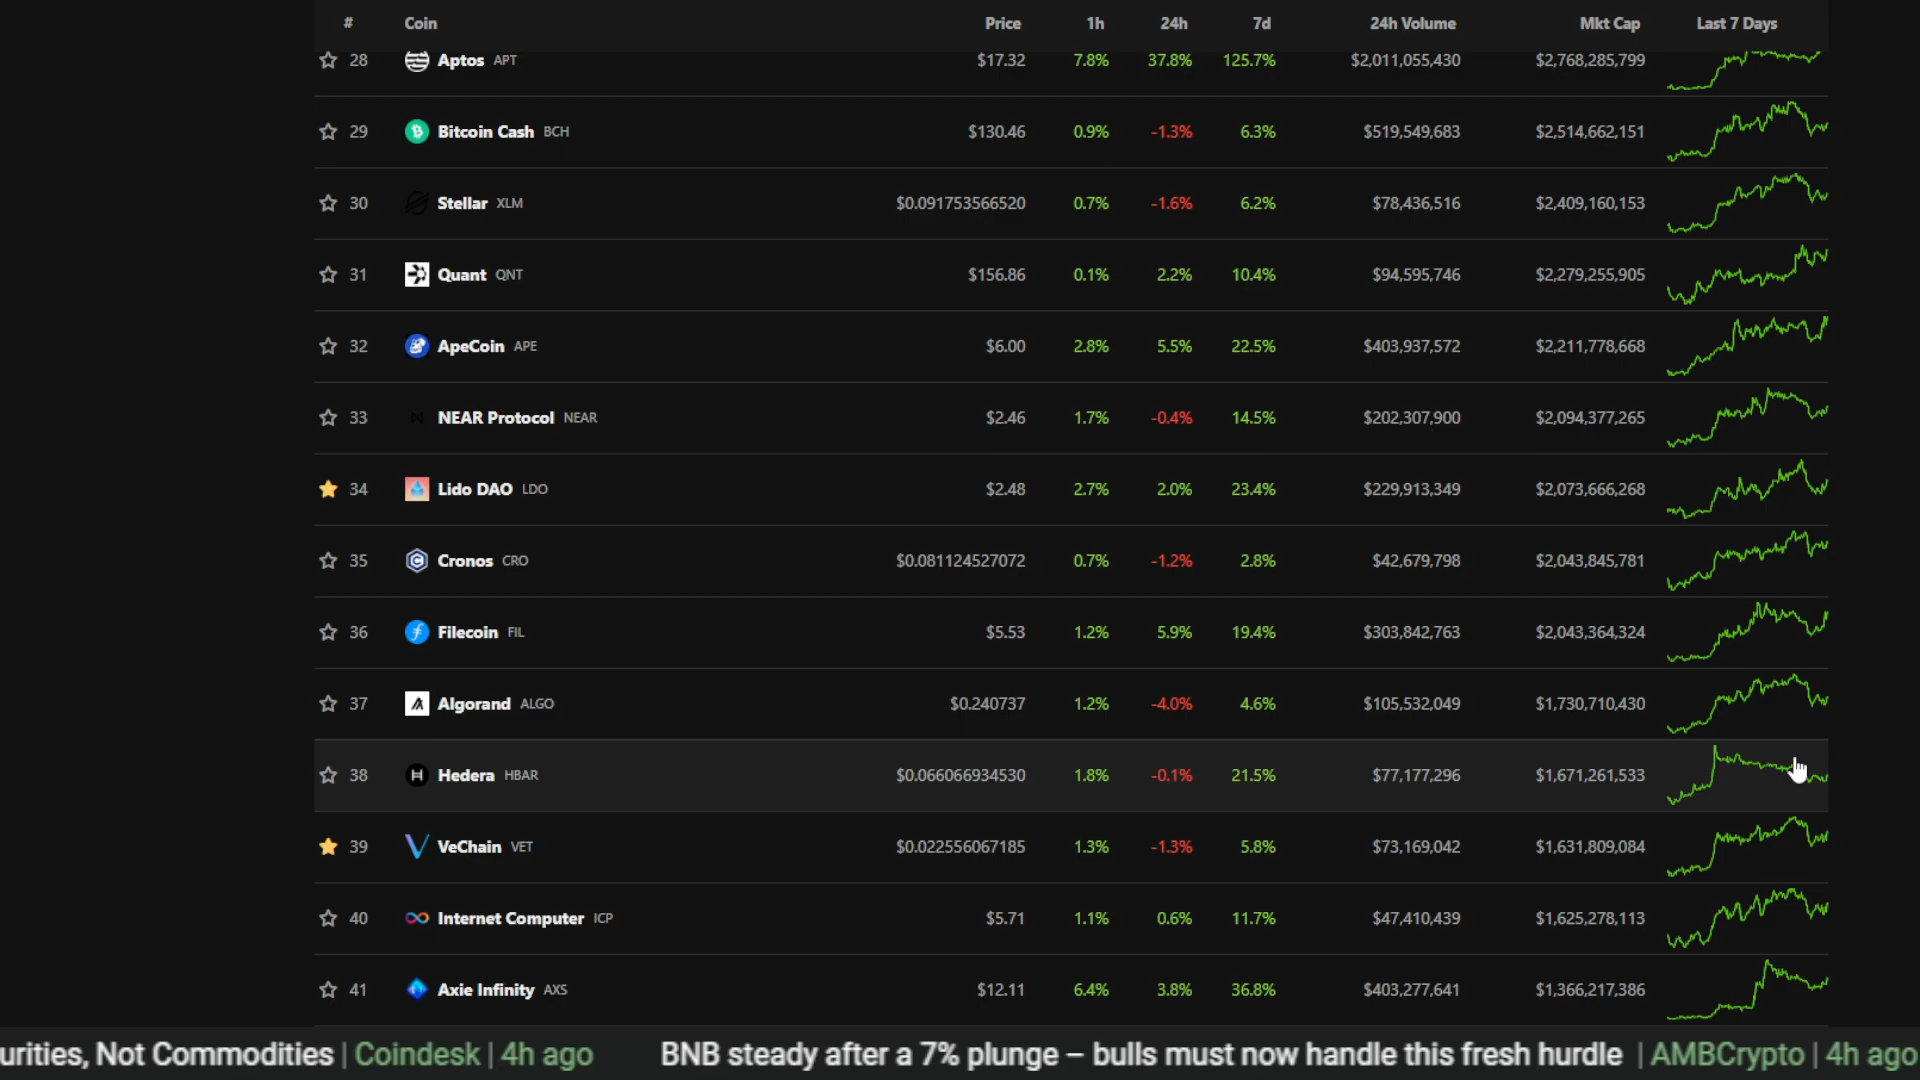 # Coin Price 1h 24h 7d 24h Volume Mkt Cap Last 7 Days
28 Aptos APT $17.32 7.8% 37.8% 125.7% $2,011,055,430 $2,768,285,799
29 Bitcoin Cash BCH $130.46 0.9% -1.3% 6.3% $519,549,683 $2,514,662,151
30 Stellar XLM $0.091753566520 0.7% -1.6% 6.2% $78,436,516 $2,409,160,153
31 Quant QNT $156.86 0.1% 2.2% 10.4% $94,595,746 $2,279,255,905
32 ApeCoin APE $6.00 2.8% 5.5% 22.5% $403,937,572 $2,211,778,668
33 NEAR Protocol NEAR $2.46 1.7% -0.4% 14.5% $202,307,900 $2,094,377,265
34 Lido DAO LDO $2.48 2.7% 2.0% 23.4% $229,913,349 $2,073,666,268
35 Cronos CRO $0.081124527072 0.7% -1.2% 2.8% $42,679,798 $2,043,845,781
36 Filecoin FIL $5.53 1.2% 5.9% 19.4% $303,842,763 $2,043,364,324
37 Algorand ALGO $0.240737 1.2% -4.0% 4.6% $105,532,049 $1,730,710,430
38 Hedera HBAR $0.066066934530 1.8% -0.1% 21.5% $77,177,296 $1,671,261,533
39 VeChain VET $0.022556067185 1.3% -1.3% 5.8% $73,169,042 $1,631,809,084
40 Internet Computer ICP $5.71 1.1% 0.6% 11.7% $47,410,439 $1,625,278,113
41 Axie Infinity AXS $12.11 6.4% 3.8% 36.8% $403,277,641 $1,366,217,386
urities, Not Commodities | Coindesk | 4h ago BNB steady after a 7% plunge – bulls must now handle this fresh hurdle | AMBCrypto | 4h ago